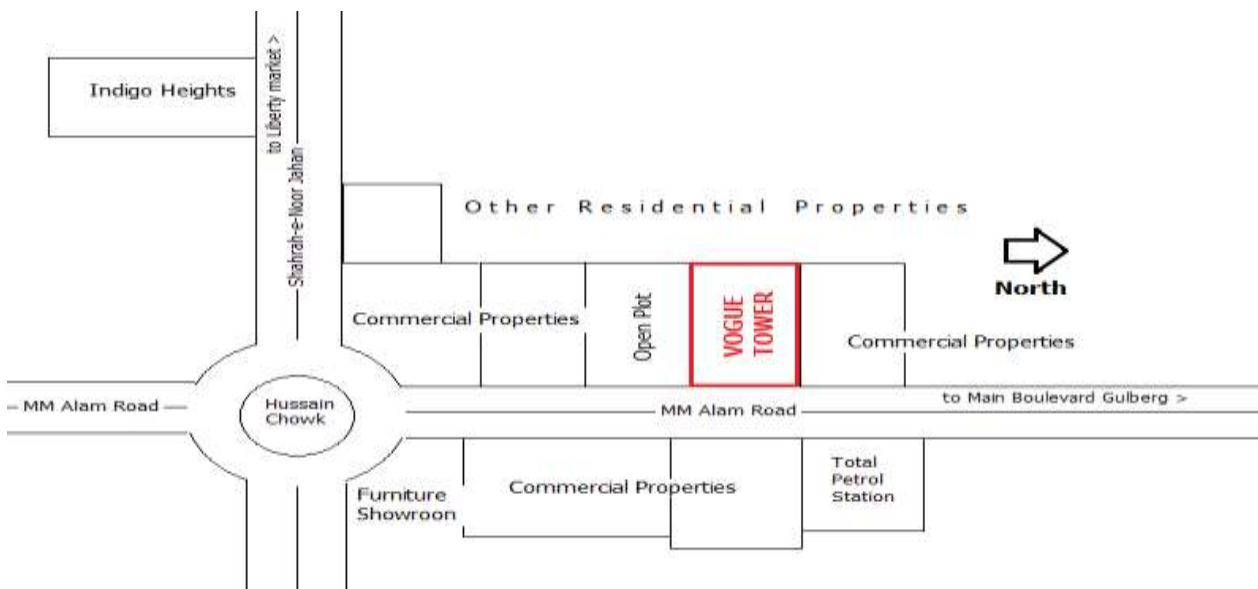 to Liberty market >
Indigo Heights
Shahrah-e-Noor Jahan
Other Residential Properties
North
Commercial Properties
Open Plot
VOGUE
TOWER
Commercial Properties
MM Alam Road
Hussain
Chowk
MM Alam Road
to Main Boulevard Gulberg >
Furniture
Showroon
Commercial Properties
Total
Petrol
Station